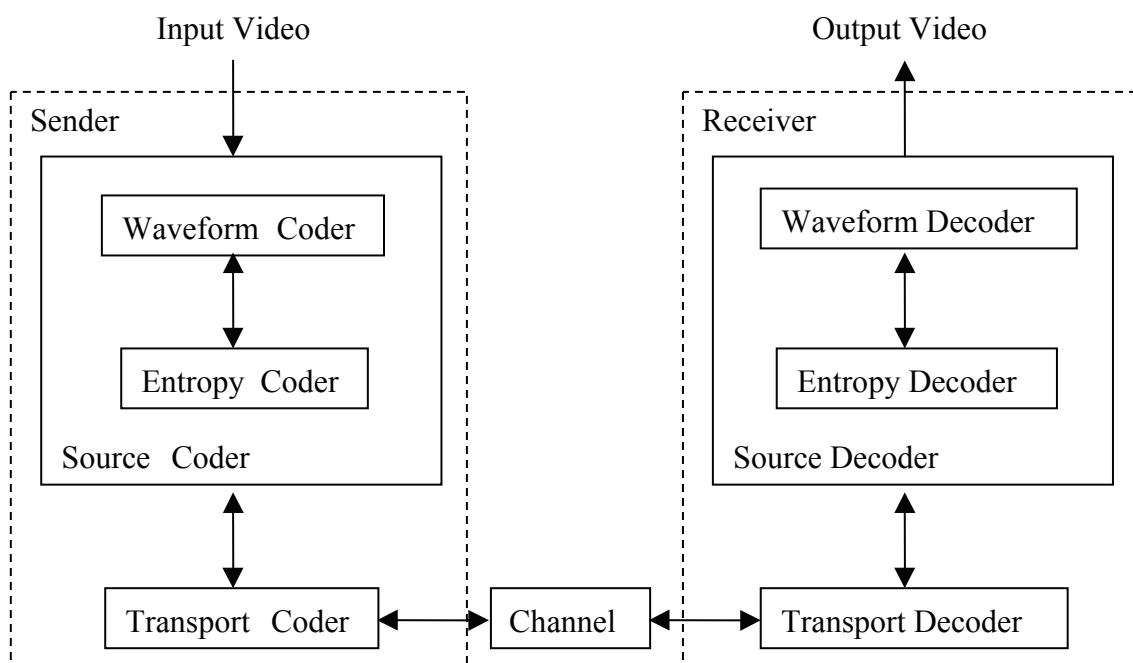 Input Video
Output Video
Sender
Receiver
Waveform Coder
Waveform Decoder
Entropy Coder
Entropy Decoder
Source Coder
Source Decoder
Transport Coder
Channel
Transport Decoder